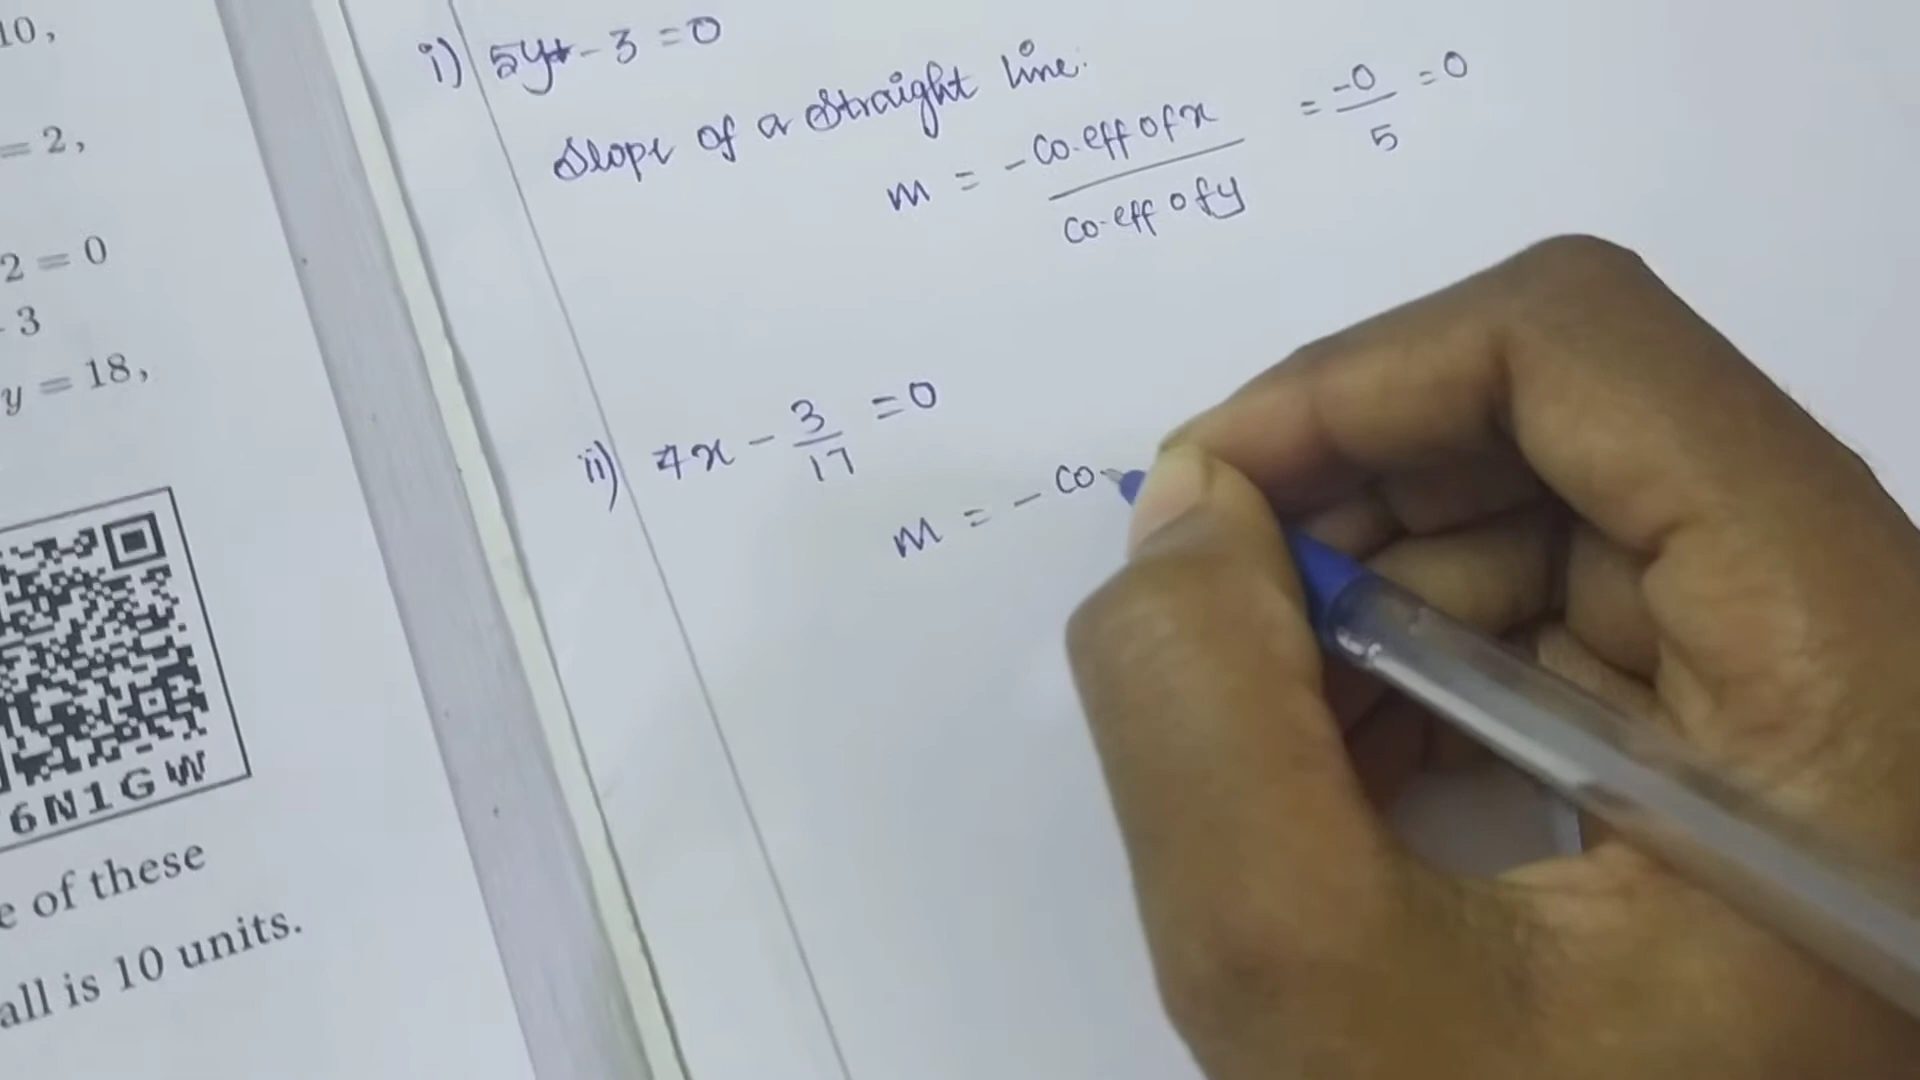 10,
= 2,
2 = 0
- 3
y = 18,
6N1GW
e of these
all is 10 units.
i) 5y - 3 = 0
Slope of a straight line.
m = -co-eff of x / co-eff of y = -0/5 = 0
ii) 7x - 3/17 = 0
m = - co-